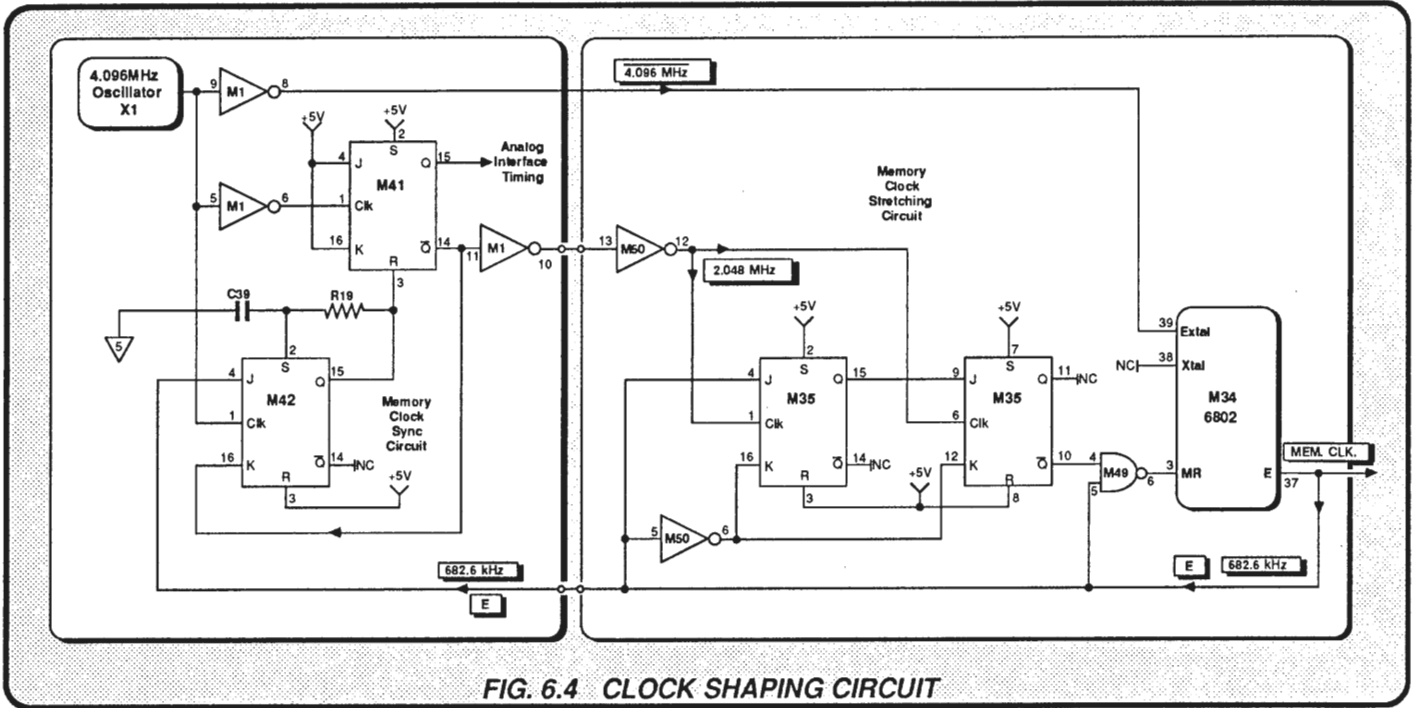 4.096MHz
Oscillator
X1
9
M1
8
4.096 MHz
+5V
+5V
2
S
4
J
Q
15
Analog
Interface
Timing
M41
5
M1
6
1
Clk
16
K
Q
14
R
3
11
M1
10
13
M50
12
2.048 MHz
Memory
Clock
Stretching
Circuit
C39
R19
5
2
S
4
J
Q
15
M42
1
Clk
16
K
Q
14
NC
R
3
+5V
Memory
Clock
Sync
Circuit
+5V
2
S
4
J
Q
15
M35
1
Clk
16
K
Q
14
NC
R
3
+5V
+5V
7
S
9
J
Q
11
NC
M35
6
Clk
12
K
Q
10
R
8
5
M50
6
4
5
M49
6
39
Extal
NC
38
Xtal
M34
6802
3
MR
E
37
MEM. CLK.
682.6 kHz
E
E
682.6 kHz
FIG. 6.4 CLOCK SHAPING CIRCUIT